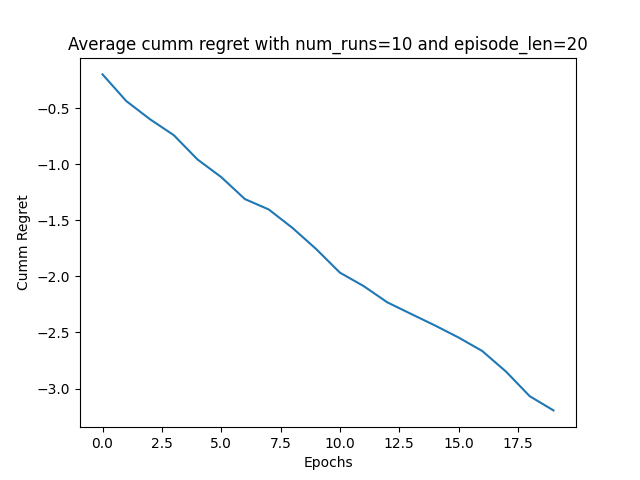 Average cumm regret with num_runs=10 and episode_len=20
Cumm Regret
−0.5
−1.0
−1.5
−2.0
−2.5
−3.0
0.0 2.5 5.0 7.5 10.0 12.5 15.0 17.5
Epochs